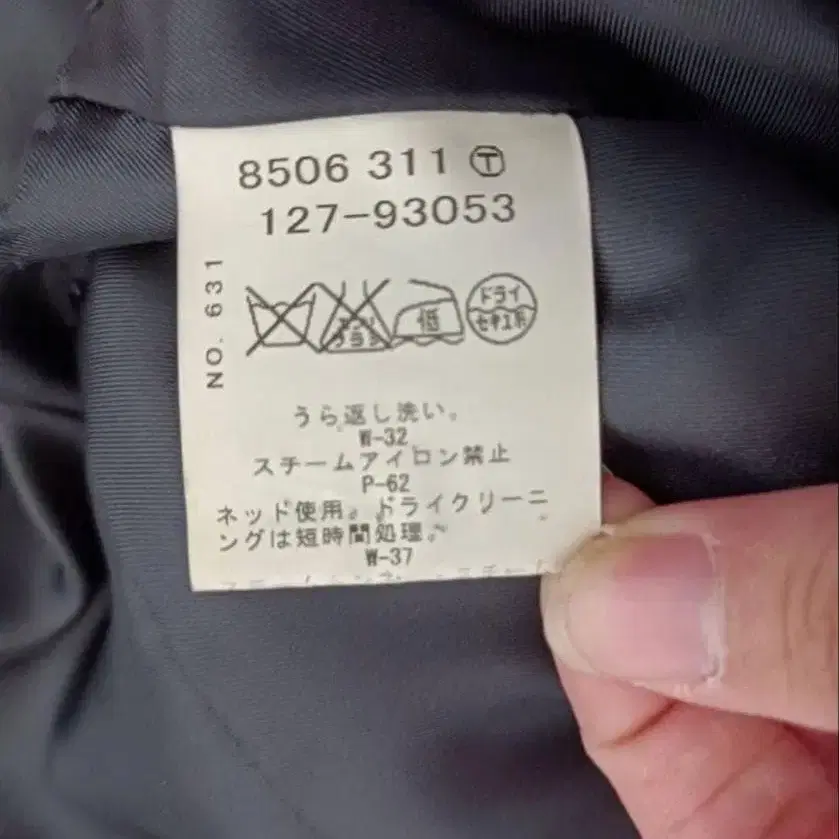 8506 311 Ⓣ
127-93053
NO. 631
低
ドライ
セキユ系
うら返し洗い。
W-32
スチームアイロン禁止
P-62
ネッド使用。ドライクリーニ
ングは短時間処理。
W-37